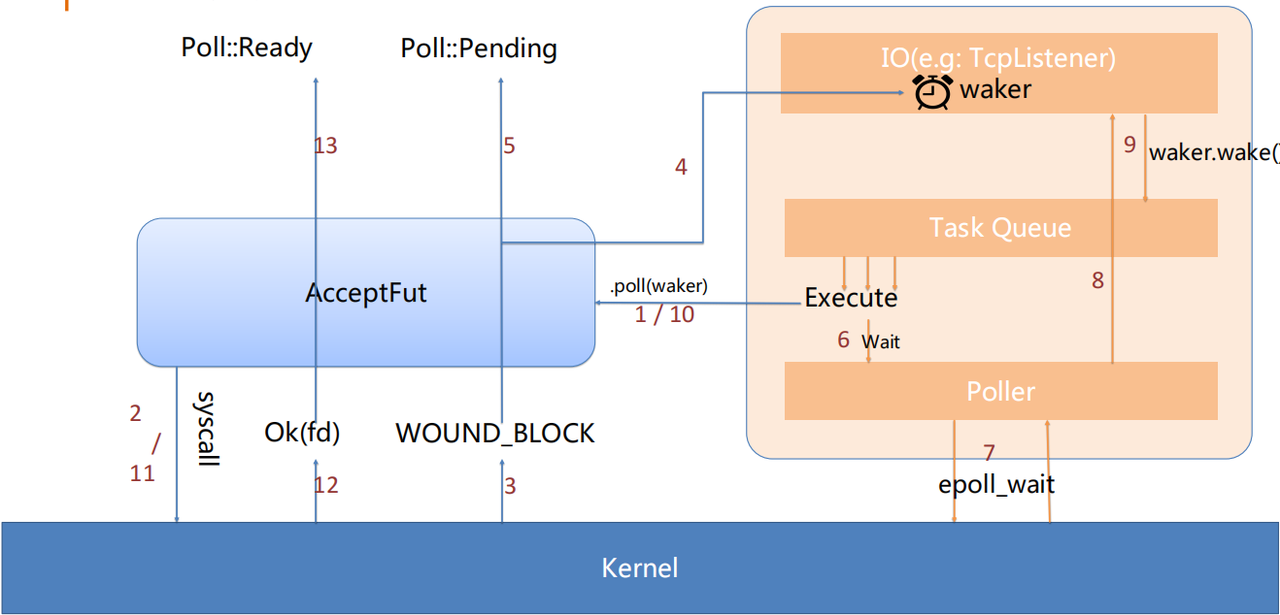 Poll::Ready
Poll::Pending
IO(e.g: TcpListener)
waker
13
5
4
9
waker.wake()
Task Queue
AcceptFut
.poll(waker)
1 / 10
Execute
8
6
Wait
Poller
2
/
11
syscall
Ok(fd)
WOUND_BLOCK
12
3
7
epoll_wait
Kernel